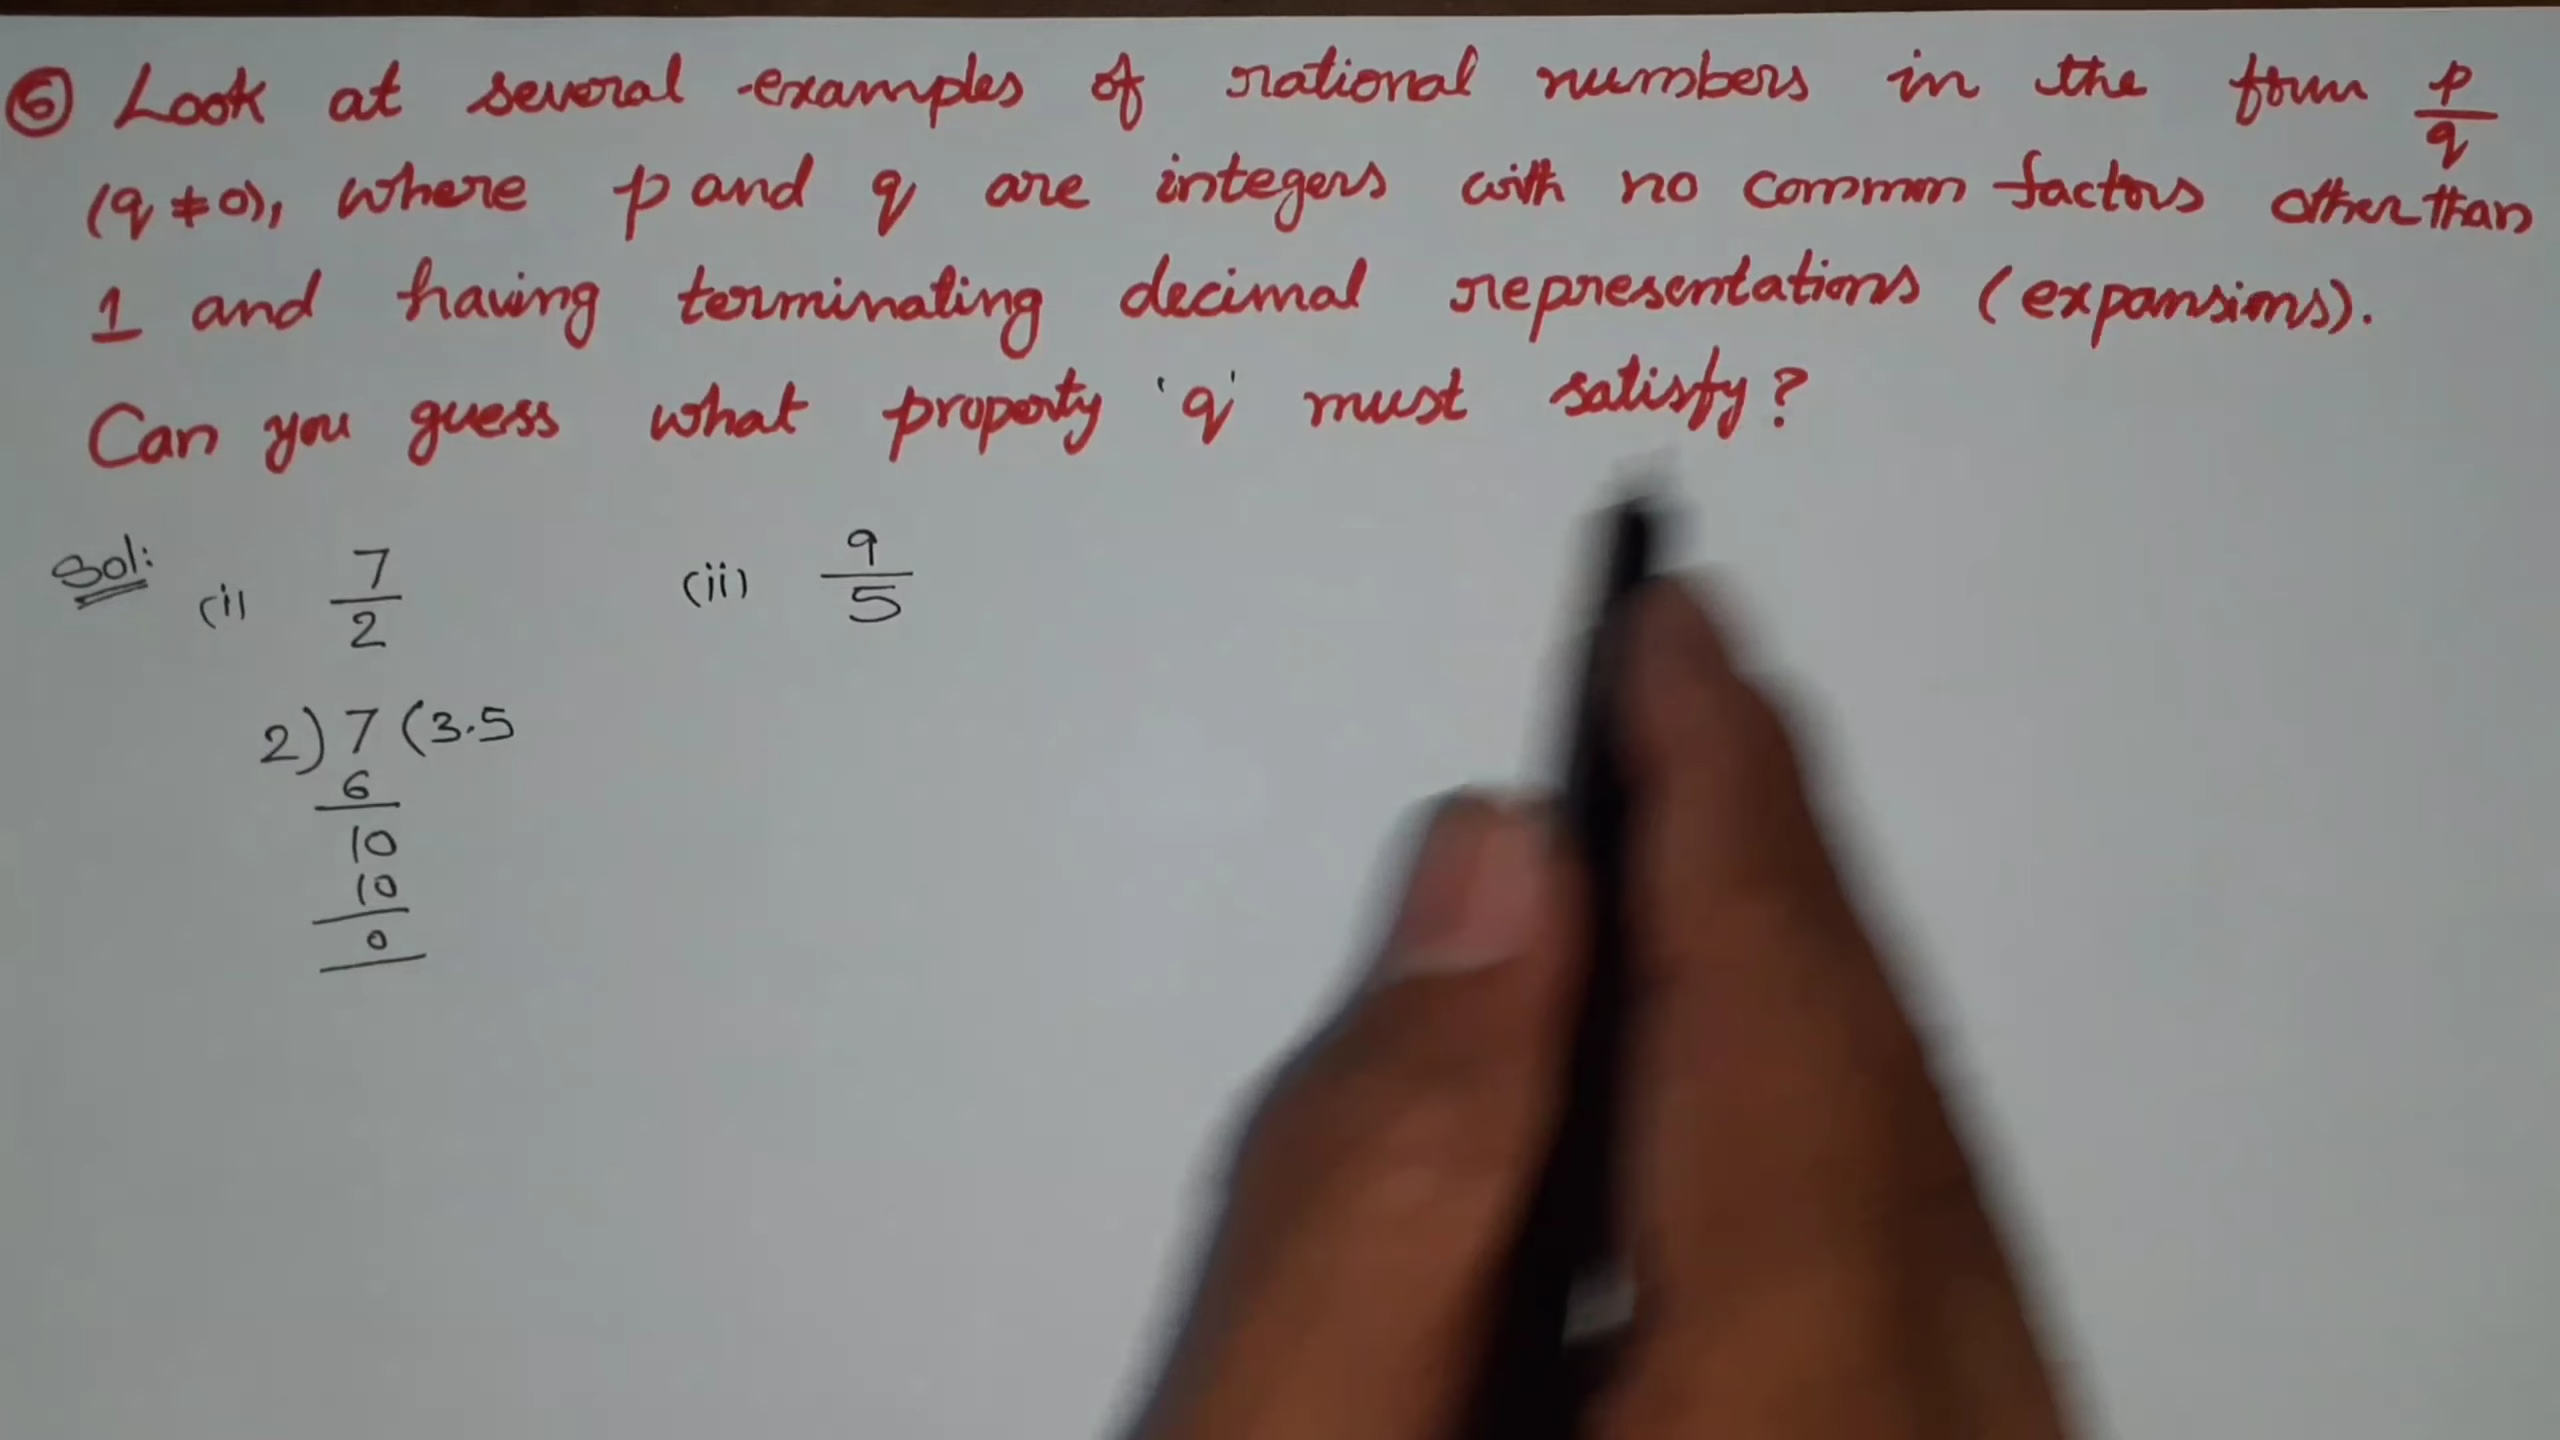 6 Look at several examples of rational numbers in the form p/q
(q ≠ 0), where p and q are integers with no common factors other than
1 and having terminating decimal representations (expansions).
Can you guess what property 'q' must satisfy?
Sol:
(i) 7/2
(ii) 9/5
2) 7 (3.5
6
10
10
0